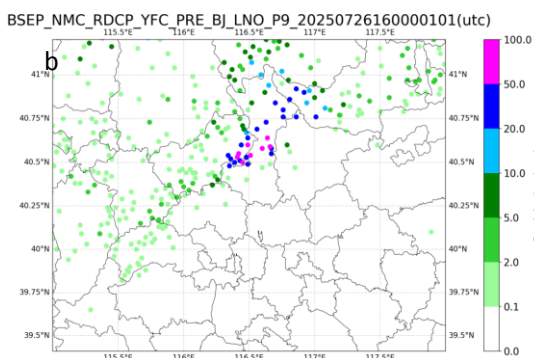 BSEP_NMC_RDCP_YFC_PRE_BJ_LNO_P9_20250726160000101(utc)
115.5°E 116°E 116.5°E 117°E 117.5°E
b
41°N 41°N
40.75°N 40.75°N
40.5°N 40.5°N
40.25°N 40.25°N
40°N 40°N
39.75°N 39.75°N
39.5°N 39.5°N
115.5°E 116°E 116.5°E 117°E 117.5°E
100.0
50.0
20.0
10.0
5.0
2.0
0.1
0.0